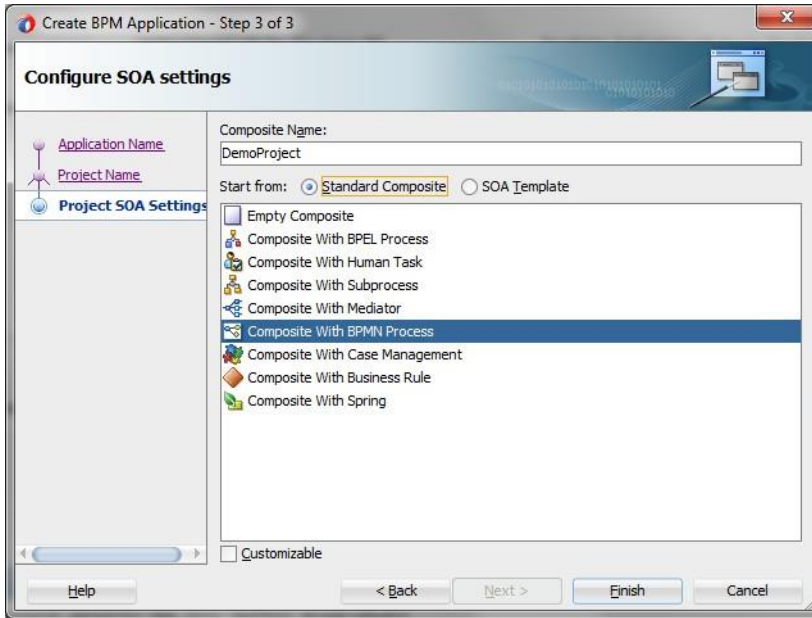 Create BPM Application - Step 3 of 3
Configure SOA settings
Application Name
Project Name
Project SOA Settings
Composite Name:
DemoProject
Start from: Standard Composite SOA Template
Empty Composite
Composite With BPEL Process
Composite With Human Task
Composite With Subprocess
Composite With Mediator
Composite With BPMN Process
Composite With Case Management
Composite With Business Rule
Composite With Spring
Customizable
Help < Back Next > Finish Cancel